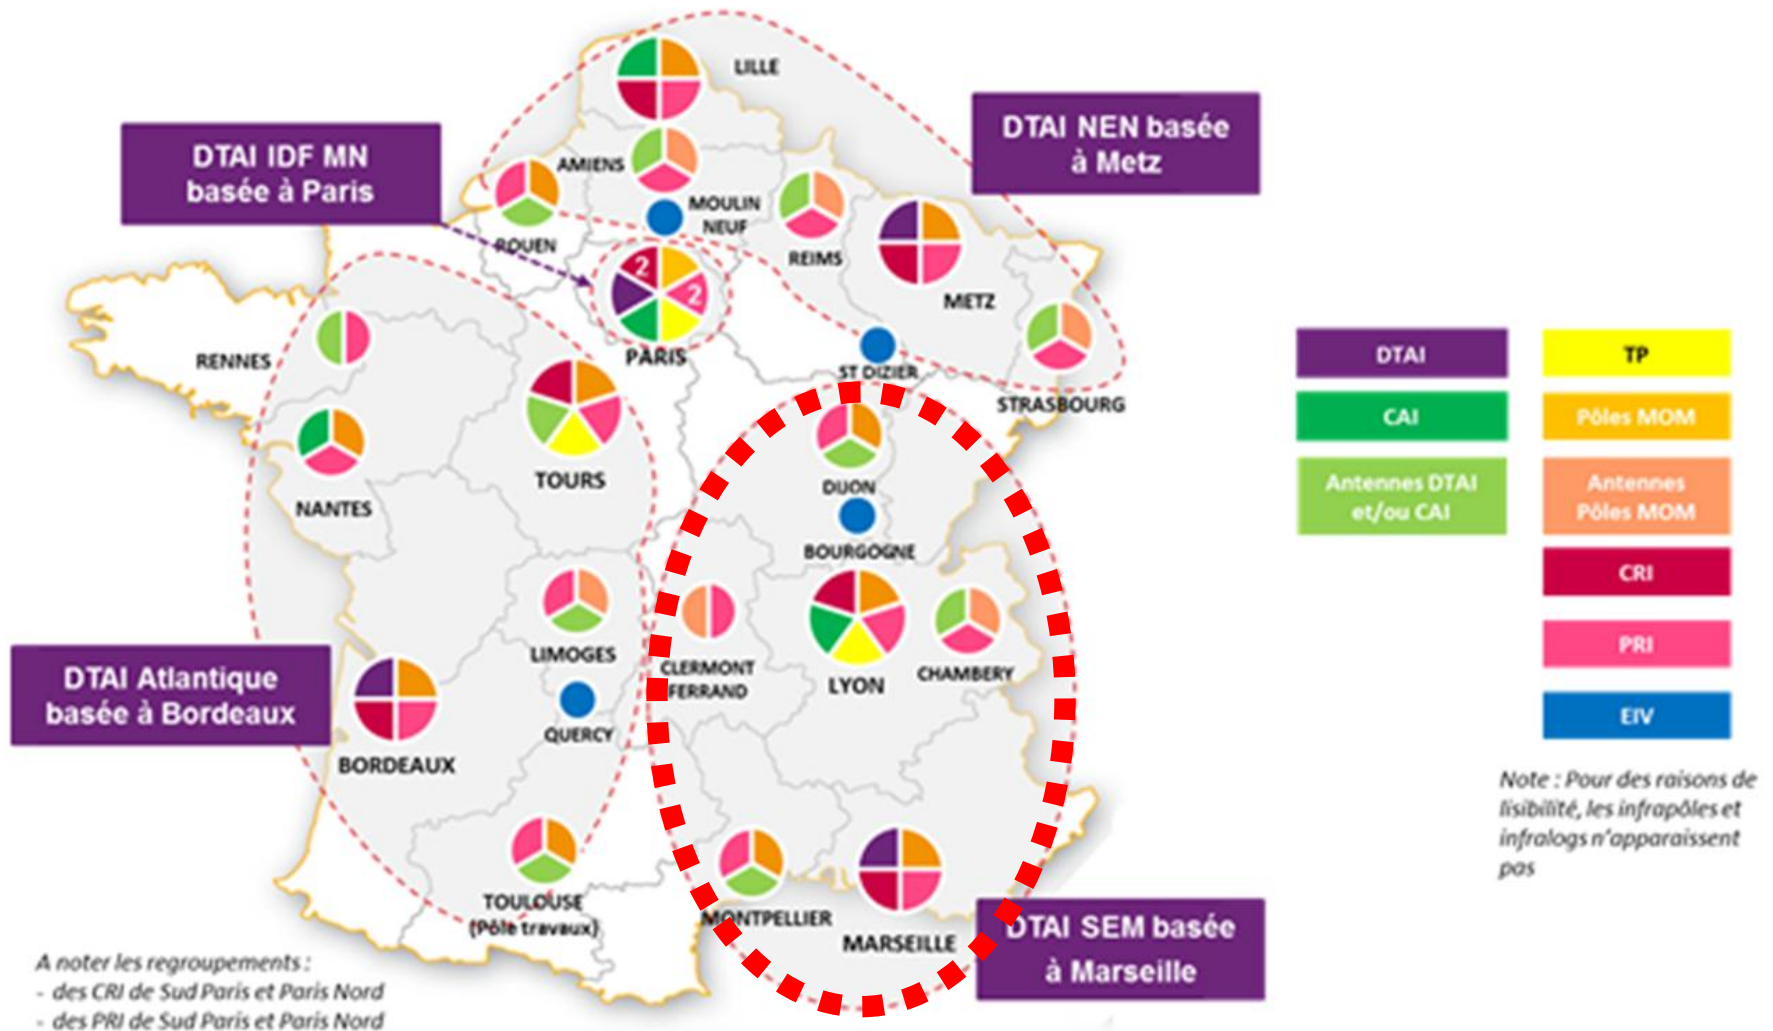 LILLE
DTAI NEN basée
à Metz
DTAI IDF MN
basée à Paris
AMIENS
MOULIN
NEUF
ROUEN
REIMS
METZ
2
2
PARIS
RENNES
ST DIZIER
STRASBOURG
TOURS
NANTES
DIJON
BOURGOGNE
LIMOGES
CLERMONT
FERRAND
LYON
CHAMBERY
DTAI Atlantique
basée à Bordeaux
QUERCY
BORDEAUX
TOULOUSE
(Pôle travaux)
MONTPELLIER
MARSEILLE
DTAI SEM basée
à Marseille
DTAI
TP
CAI
Pôles MOM
Antennes DTAI
et/ou CAI
Antennes
Pôles MOM
CRI
PRI
EIV
Note : Pour des raisons de
lisibilité, les infrapôles et
infralogs n'apparaissent
pas
A noter les regroupements :
- des CRI de Sud Paris et Paris Nord
- des PRI de Sud Paris et Paris Nord